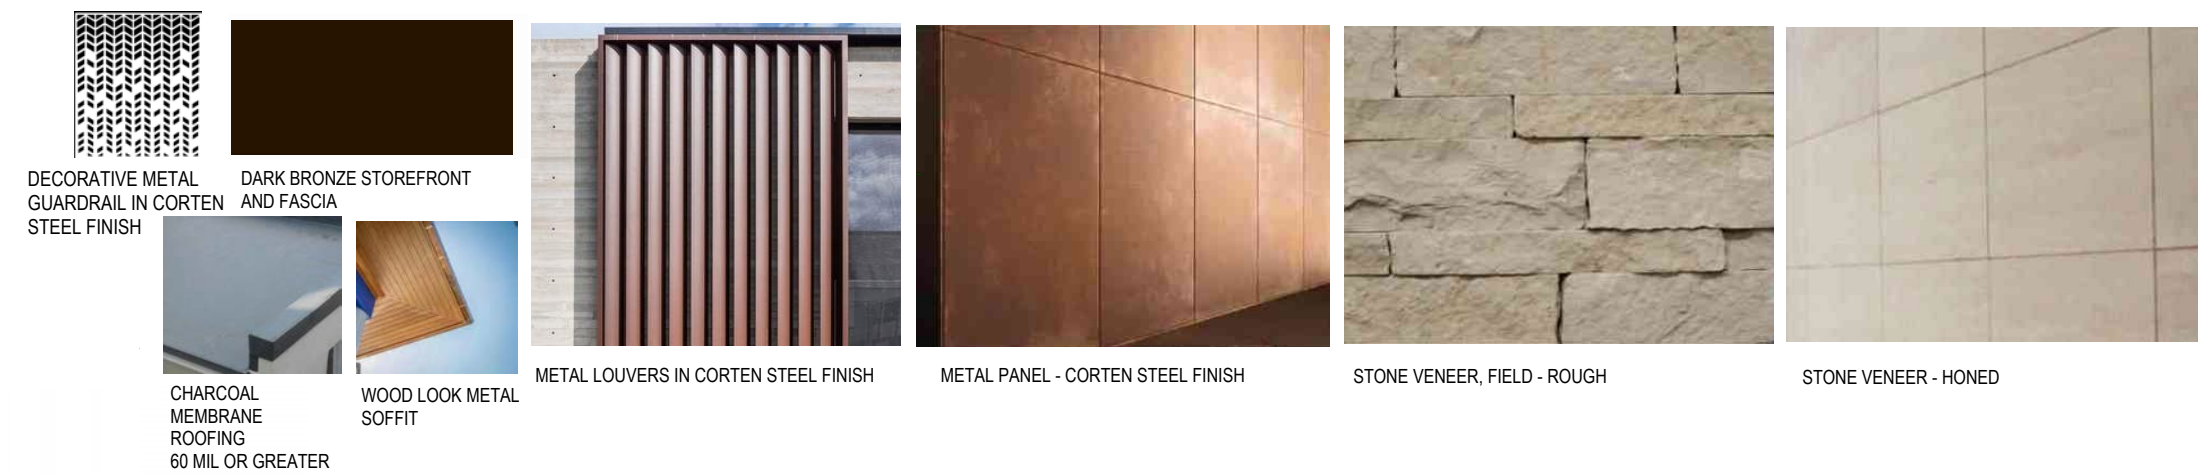 DECORATIVE METAL
GUARDRAIL IN CORTEN
STEEL FINISH
DARK BRONZE STOREFRONT
AND FASCIA
CHARCOAL
MEMBRANE
ROOFING
60 MIL OR GREATER
WOOD LOOK METAL
SOFFIT
METAL LOUVERS IN CORTEN STEEL FINISH
METAL PANEL - CORTEN STEEL FINISH
STONE VENEER, FIELD - ROUGH
STONE VENEER - HONED